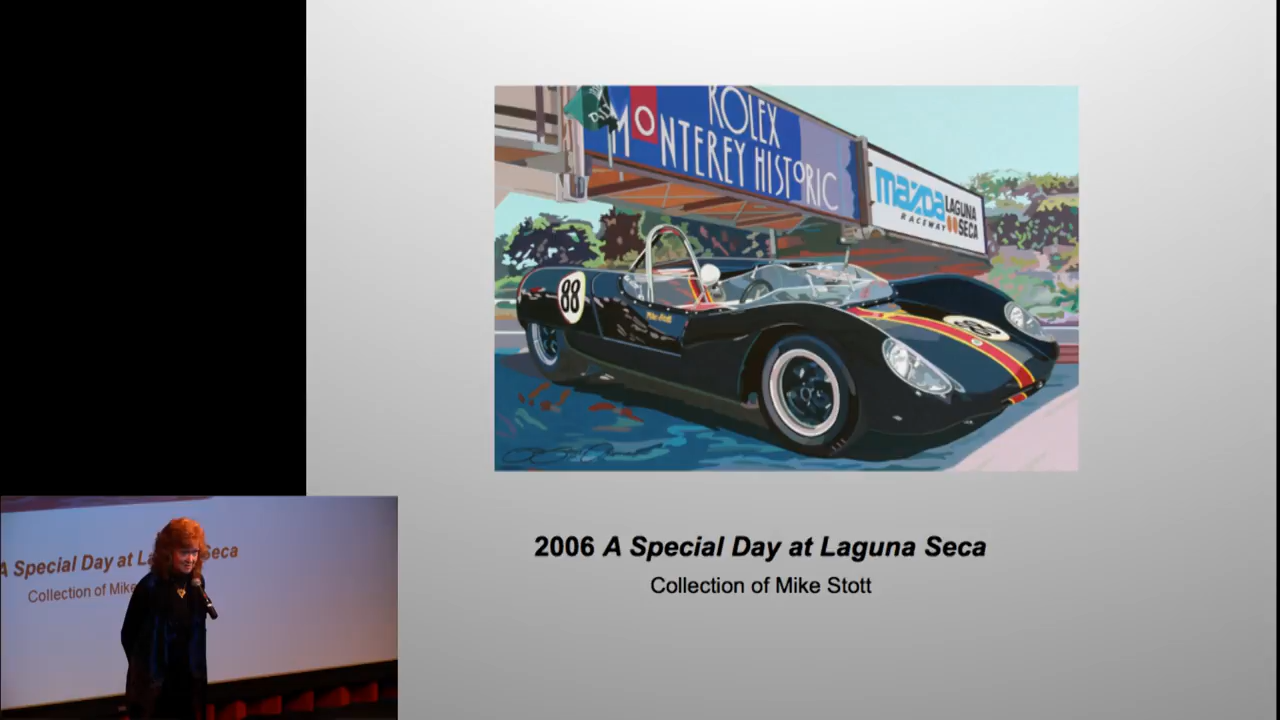 ROLEX
MONTEREY HISTORIC
mazda
RACEWAY
LAGUNA
SECA
88
88
2006 A Special Day at Laguna Seca
Collection of Mike Stott
A Special Day at La Seca
Collection of Mike